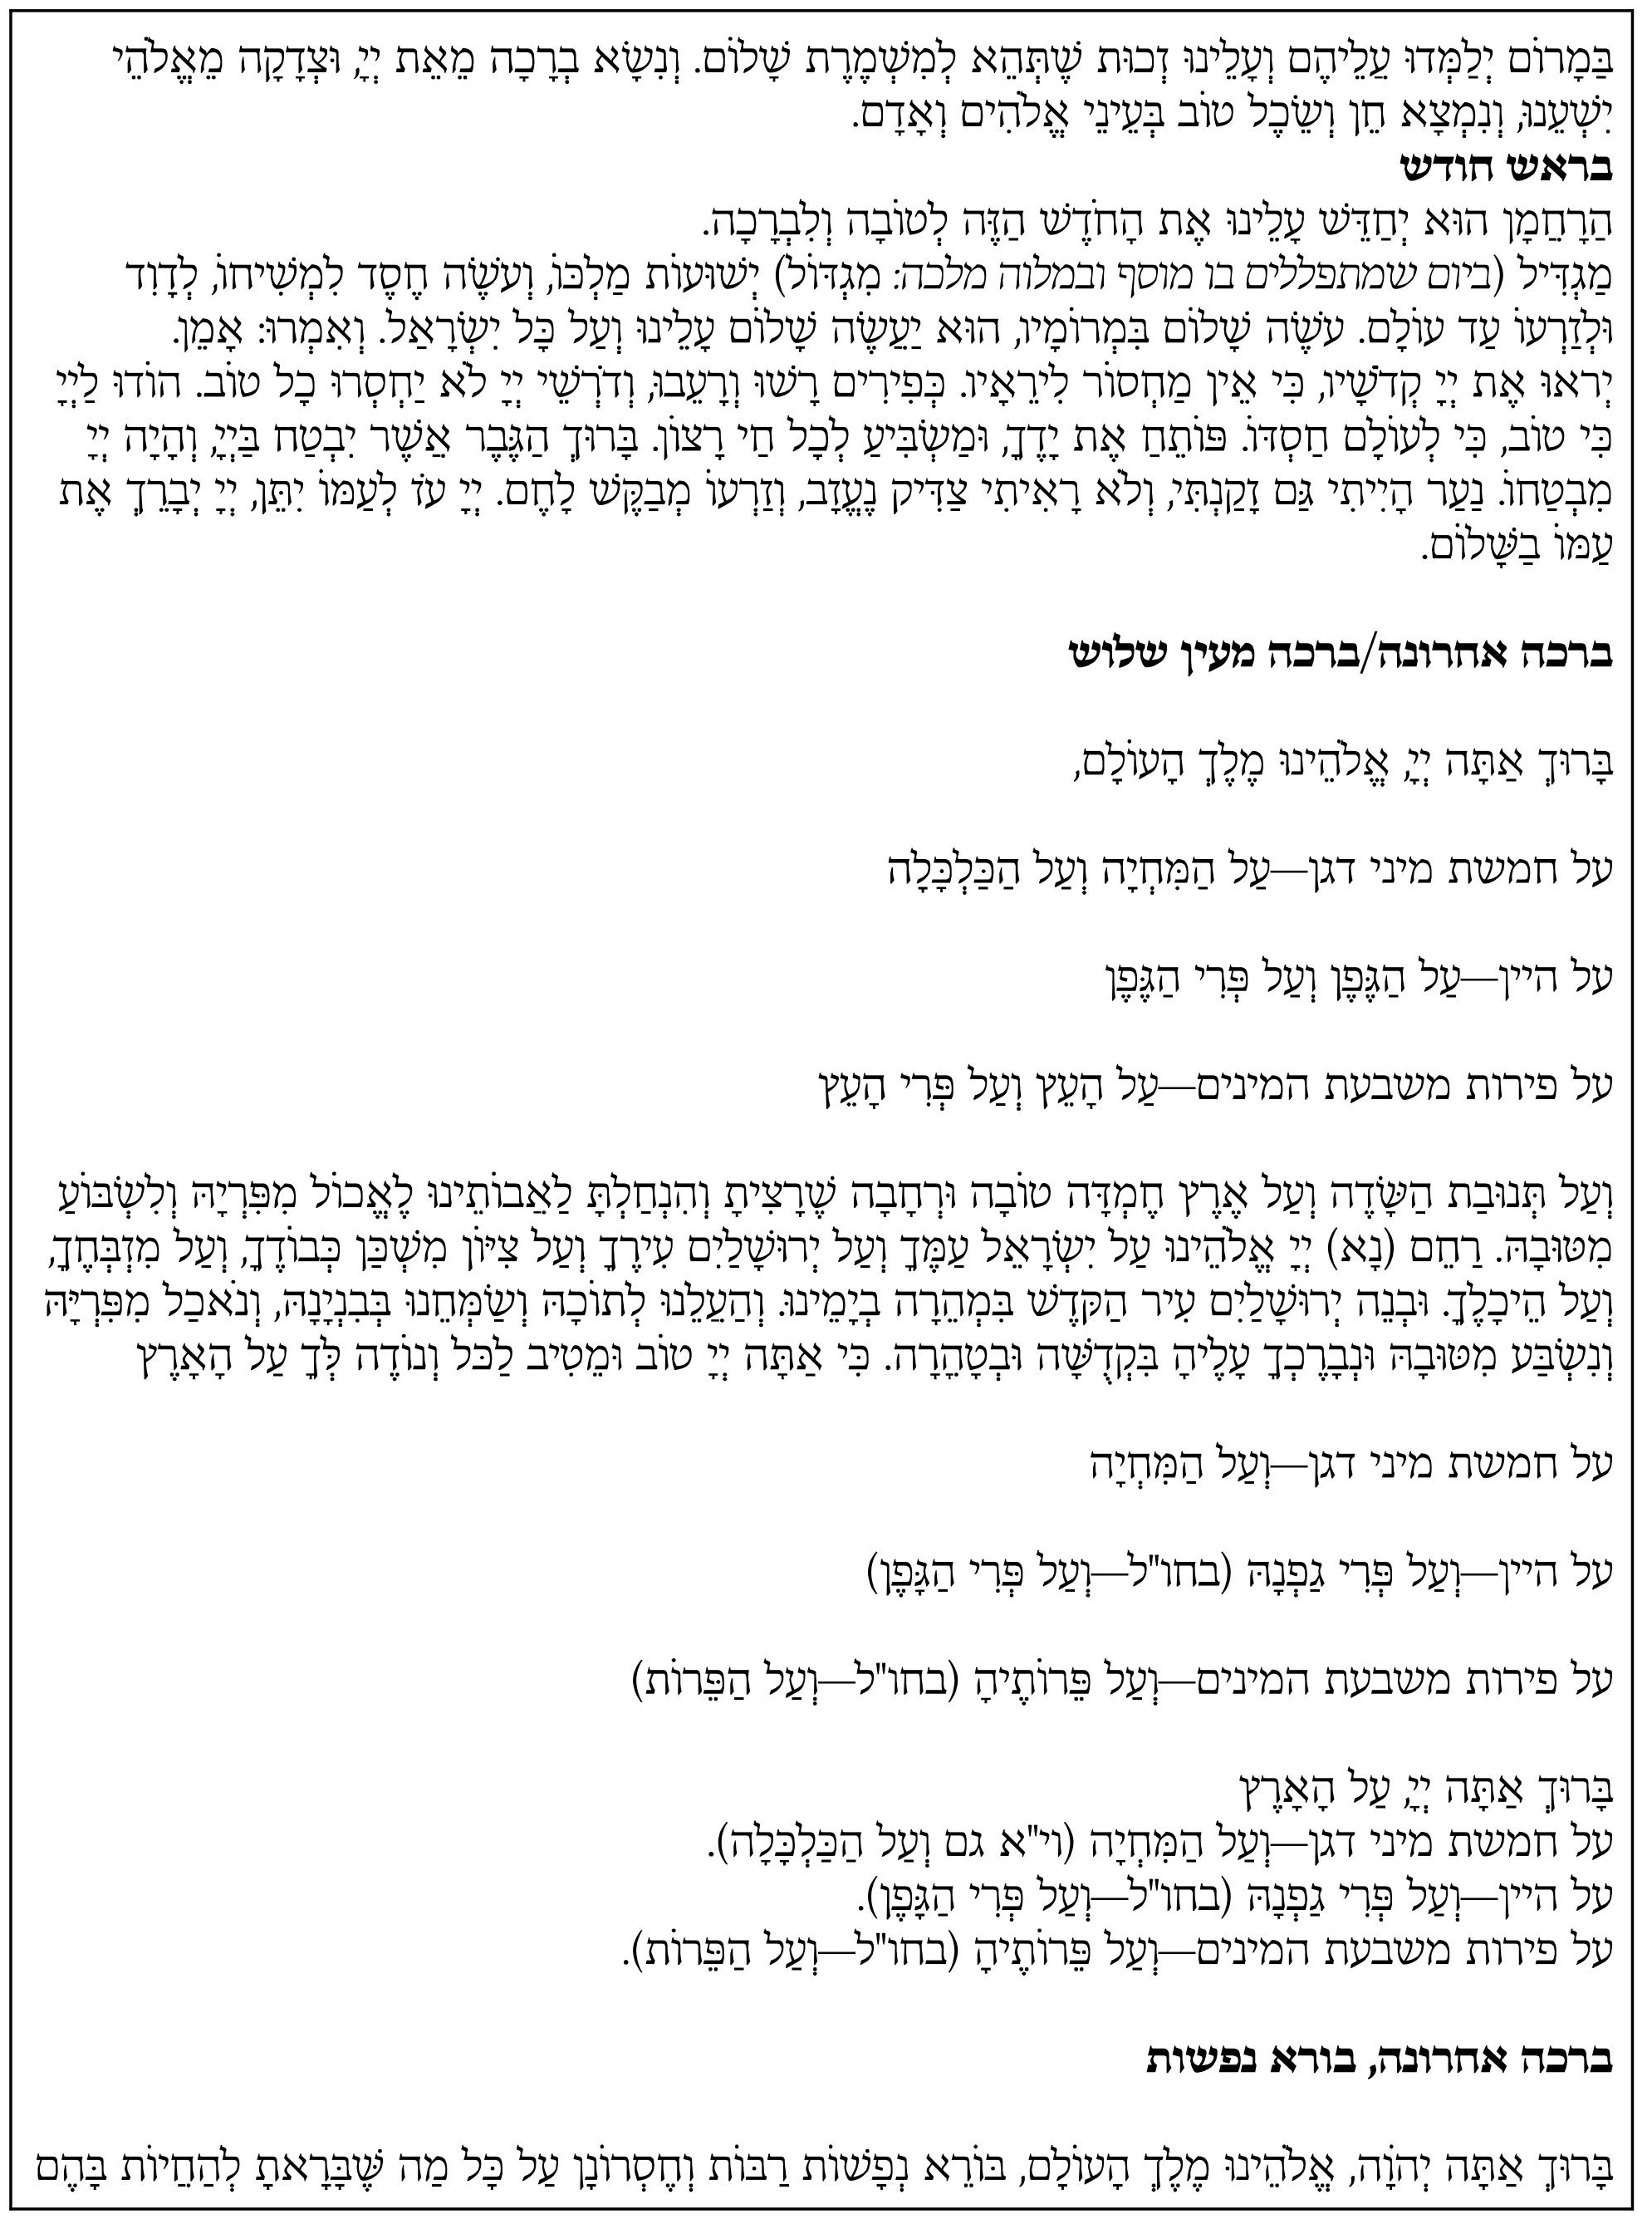 בַּמָרוֹם יְלַמְּדוּ עֲלֵיהֶם וְעָלֵינוּ זְכוּת שֶׁתְּהֵא לְמִשְׁמֶרֶת שָׁלוֹם. וְנִשָׂא בְרָכָה מֵאֵת יְיָ, וּצְדָקָה מֵאֱלֹהֵי
יִשְׁעֵנוּ, וְנִמְצָא חֵן וְשֵׂכֶל טוֹב בְּעֵינֵי אֱלֹהִים וְאָדָם.
בראש חודש
הַרָחֲמָן הוּא יְחַדֵּשׁ עָלֵינוּ אֶת הָחֹדֶשׁ הַזֶּה לְטוֹבָה וְלִבְרָכָה.
מַגְדִּיל (ביום שמתפללים בו מוסף ובמלוה מלכה: מִגְדּוֹל) יְשׁוּעוֹת מַלְכּוֹ, וְעֹשֶׂה חֶסֶד לִמְשִׁיחוֹ, לְדָוִד
וּלְזַרְעוֹ עַד עוֹלָם. עֹשֶׂה שָׁלוֹם בִּמְרוֹמָיו, הוּא יַעֲשֶׂה שָׁלוֹם עָלֵינוּ וְעַל כָּל יִשְׂרָאַל. וְאִמְרוּ: אָמֵן.
יְראוּ אֶת יְיָ קְדֹשָׁיו, כִּי אֵין מַחְסוֹר לִירֵאָיו. כְּפִירִים רָשׁוּ וְרָעֵבוּ, וְדֹרְשֵׁי יְיָ לֹא יַחְסְרוּ כָל טוֹב. הוֹדוּ לַיְיָ
כִּי טוֹב, כִּי לְעוֹלָם חַסְדּוֹ. פּוֹתֵחַ אֶת יָדֶךָ, וּמַשְׂבִּיעַ לְכָל חַי רָצוֹן. בָּרוּךְ הַגֶּבֶר אֲשֶׁר יִבְטַח בַּיְיָ, וְהָיָה יְיָ
מִבְטַחוֹ. נַעַר הָיִיתִי גַּם זָקַנְתִּי, וְלֹא רָאִיתִי צַדִּיק נֶעֱזָב, וְזַרְעוֹ מְבַקֶּשׁ לָחֶם. יְיָ עֹז לְעַמּוֹ יִתֵּן, יְיָ יְבָרֵךְ אֶת
עַמּוֹ בַשָּׁלוֹם.
ברכה אחרונה/ברכה מעין שלוש
בָּרוּךְ אַתָּה יְיָ, אֱלֹהֵינוּ מֶלֶךְ הָעוֹלָם,
על חמשת מיני דגן—עַל הַמִּחְיָה וְעַל הַכַּלְכָּלָה
על היין—עַל הַגֶּפֶן וְעַל פְּרִי הַגֶּפֶן
על פירות משבעת המינים—עַל הָעֵץ וְעַל פְּרִי הָעֵץ
וְעַל תְּנוּבַת הַשָּׂדֶה וְעַל אֶרֶץ חֶמְדָּה טוֹבָה וּרְחָבָה שֶׁרָצִיתָ וְהִנְחַלְתָּ לַאֲבוֹתֵינוּ לֶאֱכוֹל מִפִּרְיָהּ וְלִשְׂבּוֹעַ
מִטּוּבָהּ. רַחֵם (נָא) יְיָ אֱלֹהֵינוּ עַל יִשְׂרָאֵל עַמֶּךָ וְעַל יְרוּשָׁלַיִם עִירֶךָ וְעַל צִיּוֹן מִשְׁכַּן כְּבוֹדֶךָ, וְעַל מִזְבְּחֶךָ,
וְעַל הֵיכָלֶךָ. וּבְנֵה יְרוּשָׁלַיִם עִיר הַקֹּדֶשׁ בִּמְהֵרָה בְיָמֵינוּ. וְהַעֲלֵנוּ לְתוֹכָהּ וְשַׂמְּחֵנוּ בְּבִנְיָנָהּ, וְנֹאכַל מִפִּרְיָּהּ
וְנִשְׂבַּע מִטּוּבָהּ וּנְבָרֶכְךָ עָלֶיהָ בִּקְדֻשָּׁה וּבְטָהֳרָה. כִּי אַתָּה יְיָ טוֹב וּמֵטִיב לַכֹּל וְנוֹדֶה לְּךָ עַל הָאָרֶץ
על חמשת מיני דגן—וְעַל הַמִּחְיָה
על היין—וְעַל פְּרִי גַפְנָהּ (בחו"ל—וְעַל פְּרִי הַגָּפֶן)
על פירות משבעת המינים—וְעַל פֵּרוֹתֶיהָ (בחו"ל—וְעַל הַפֵּרוֹת)
בָּרוּךְ אַתָּה יְיָ, עַל הָאָרֶץ
על חמשת מיני דגן—וְעַל הַמִּחְיָה (וי"א גם וְעַל הַכַּלְכָּלָה).
על היין—וְעַל פְּרִי גַפְנָהּ (בחו"ל—וְעַל פְּרִי הַגָּפֶן).
על פירות משבעת המינים—וְעַל פֵּרוֹתֶיהָ (בחו"ל—וְעַל הַפֵּרוֹת).
ברכה אחרונה, בורא נפשות
בָּרוּךְ אַתָּה יְהֹוָה, אֱלֹהֵינוּ מֶלֶךְ הָעוֹלָם, בּוֹרֵא נְפָשׁוֹת רַבּוֹת וְחֶסְרוֹנָן עַל כָּל מַה שֶּׁבָּרָאתָ לְהַחֲיוֹת בָּהֶם